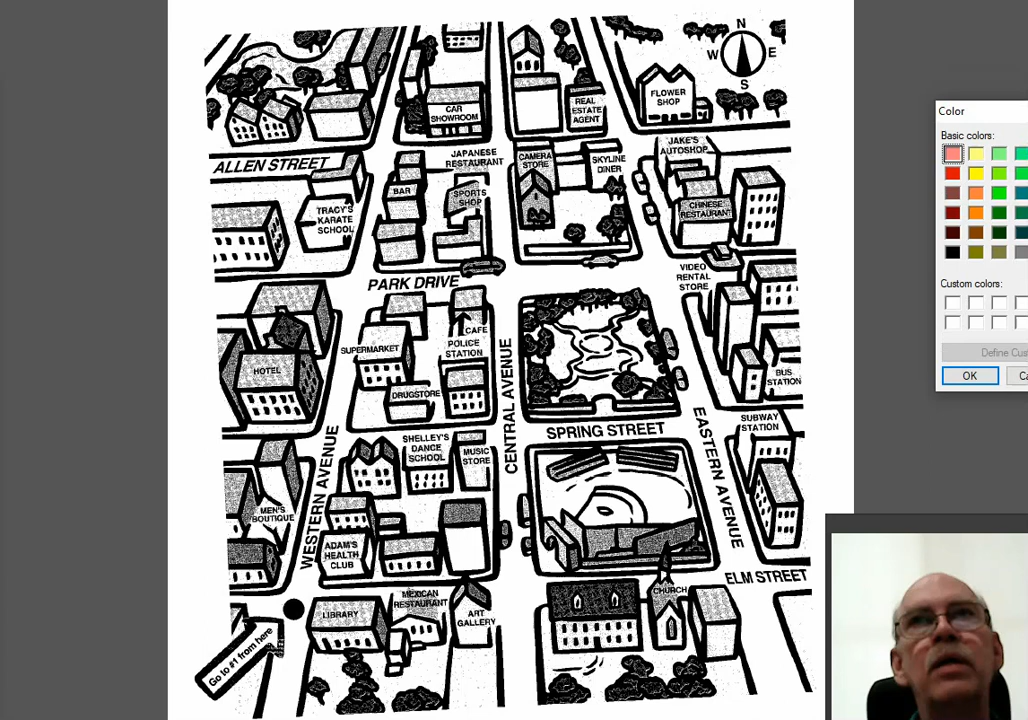 N
W E
S
FLOWER
SHOP
CAR
SHOWROOM
REAL
ESTATE
AGENT
ALLEN STREET
JAPANESE
RESTAURANT
CAMERA
STORE
SKYLINE
DINER
JAKE'S
AUTOSHOP
BAR
SPORTS
SHOP
TRACY'S
KARATE
SCHOOL
CHINESE
RESTAURANT
PARK DRIVE
VIDEO
RENTAL
STORE
CAFE
SUPERMARKET
POLICE
STATION
HOTEL
DRUGSTORE
CENTRAL AVENUE
BUS
STATION
SPRING STREET
SUBWAY
STATION
SHELLEY'S
DANCE
SCHOOL
MUSIC
STORE
WESTERN AVENUE
EASTERN AVENUE
MEN'S
BOUTIQUE
ADAM'S
HEALTH
CLUB
ELM STREET
LIBRARY
MEXICAN
RESTAURANT
ART
GALLERY
CHURCH
Go to #1 from here
Color
Basic colors:
Custom colors:
Define Cus
OK
Ca